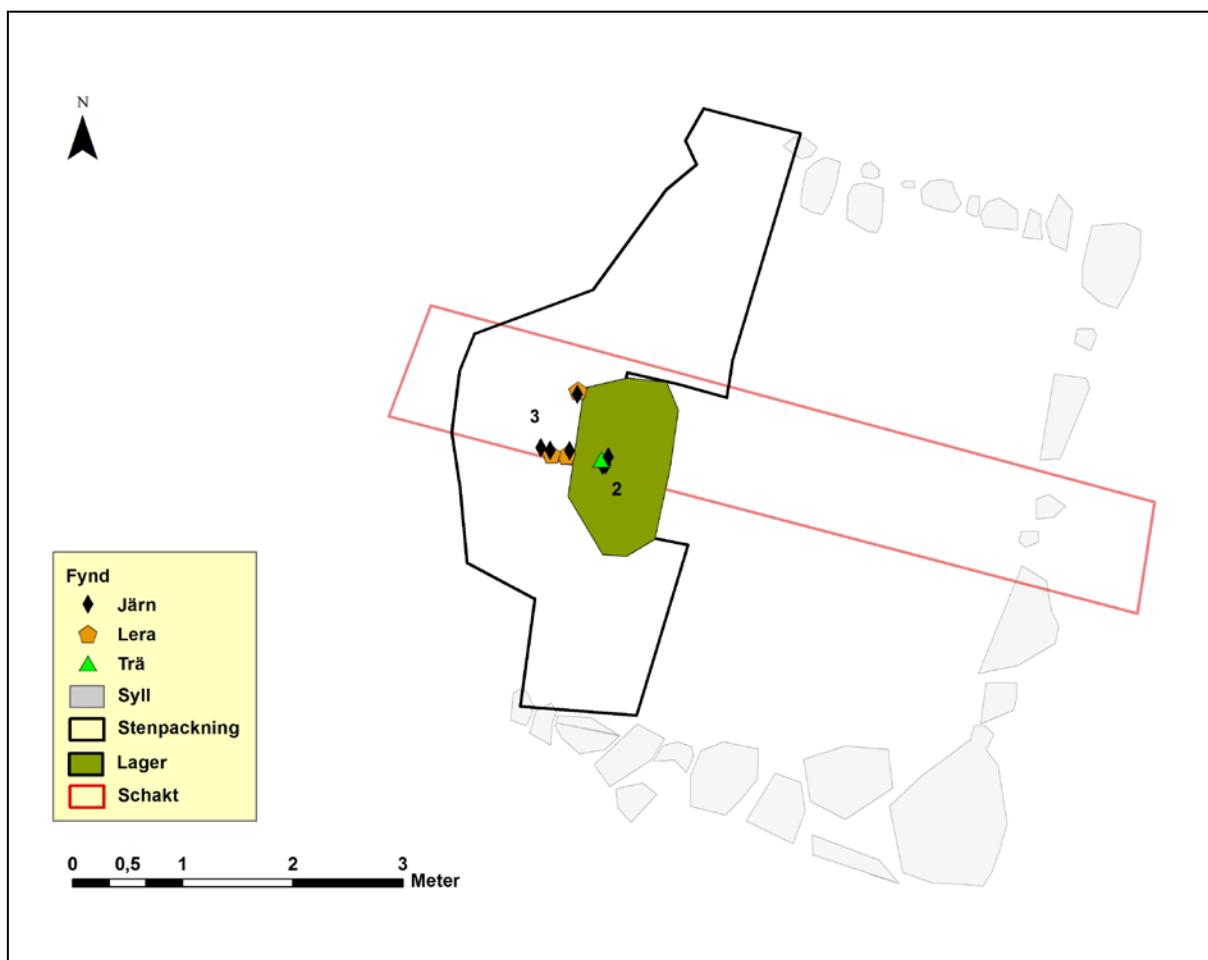 N
3
2
Fynd
Järn
Lera
Trä
Syll
Stenpackning
Lager
Schakt
0 0,5 1 2 3
Meter